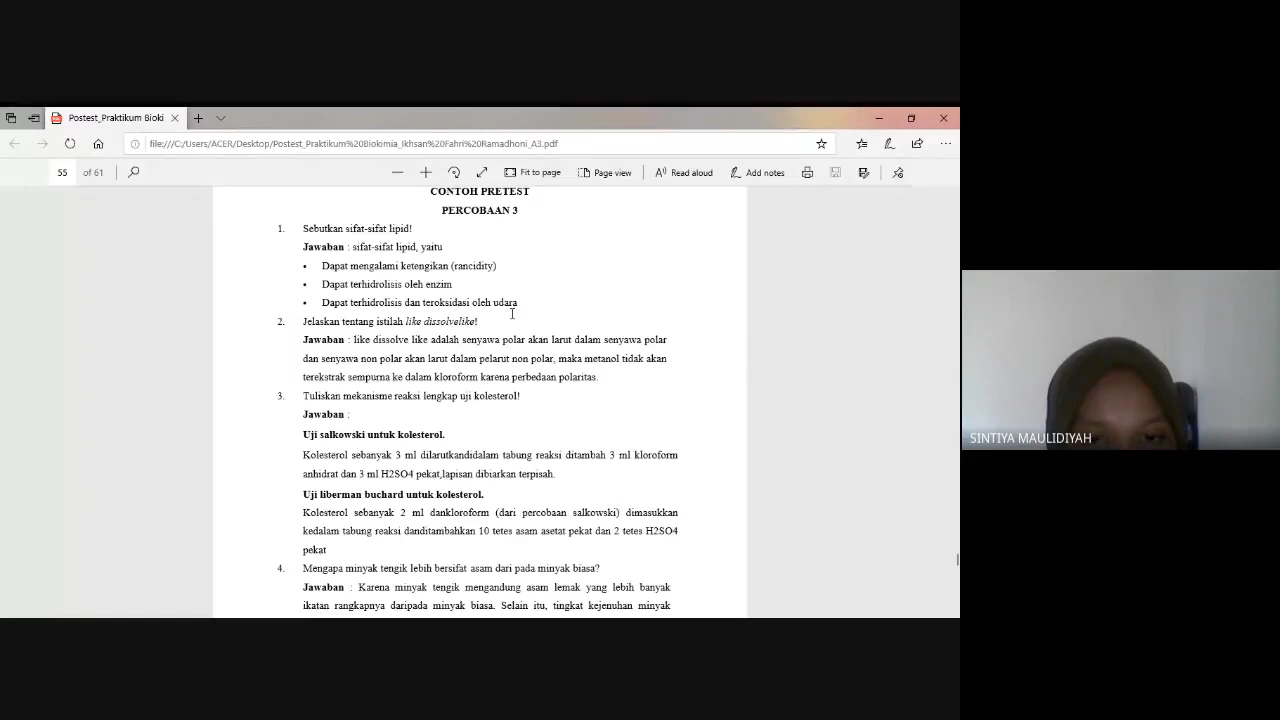 Postest_Praktikum Bioki
file:///C:/Users/ACER/Desktop/Postest_Praktikum%20Biokimia_Ikhsan%20Fahri%20Ramadhoni_A3.pdf
55 of 61 Fit to page Page view Read aloud Add notes
CONTOH PRETEST
PERCOBAAN 3
1. Sebutkan sifat-sifat lipid!
Jawaban : sifat-sifat lipid, yaitu
• Dapat mengalami ketengikan (rancidity)
• Dapat terhidrolisis oleh enzim
• Dapat terhidrolisis dan teroksidasi oleh udara
2. Jelaskan tentang istilah like dissolvelike!
Jawaban : like dissolve like adalah senyawa polar akan larut dalam senyawa polar
dan senyawa non polar akan larut dalam pelarut non polar, maka metanol tidak akan
terekstrak sempurna ke dalam kloroform karena perbedaan polaritas.
3. Tuliskan mekanisme reaksi lengkap uji kolesterol!
Jawaban :
Uji salkowski untuk kolesterol.
Kolesterol sebanyak 3 ml dilarutkandidalam tabung reaksi ditambah 3 ml kloroform
anhidrat dan 3 ml H2SO4 pekat,lapisan dibiarkan terpisah.
Uji liberman buchard untuk kolesterol.
Kolesterol sebanyak 2 ml dankloroform (dari percobaan salkowski) dimasukkan
kedalam tabung reaksi danditambahkan 10 tetes asam asetat pekat dan 2 tetes H2SO4
pekat
4. Mengapa minyak tengik lebih bersifat asam dari pada minyak biasa?
Jawaban : Karena minyak tengik mengandung asam lemak yang lebih banyak
ikatan rangkapnya daripada minyak biasa. Selain itu, tingkat kejenuhan minyak
SINTIYA MAULIDIYAH